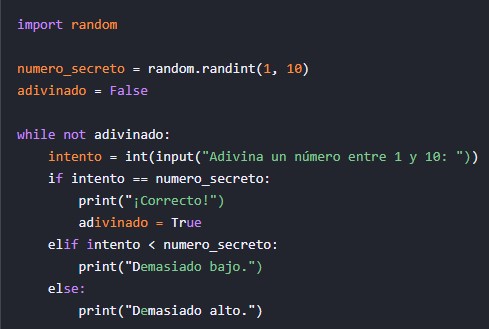 import random
numero_secreto = random.randint(1, 10)
adivinado = False
while not adivinado:
    intento = int(input("Adivina un número entre 1 y 10: "))
    if intento == numero_secreto:
        print("¡Correcto!")
        adivinado = True
    elif intento < numero_secreto:
        print("Demasiado bajo.")
    else:
        print("Demasiado alto.")